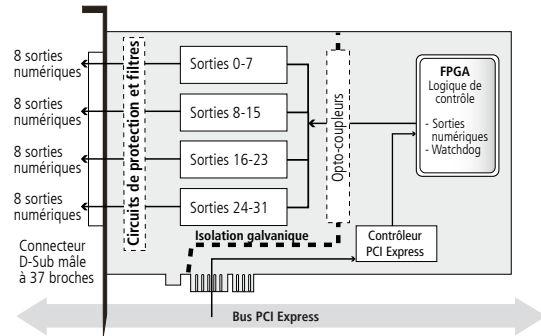 8 sorties
numériques
8 sorties
numériques
8 sorties
numériques
8 sorties
numériques
Connecteur
D-Sub mâle
à 37 broches
Circuits de protection et filtres
Sorties 0-7
Sorties 8-15
Sorties 16-23
Sorties 24-31
Isolation galvanique
Opto-coupleurs
FPGA
Logique de
contrôle
- Sorties
numériques
- Watchdog
Contrôleur
PCI Express
Bus PCI Express